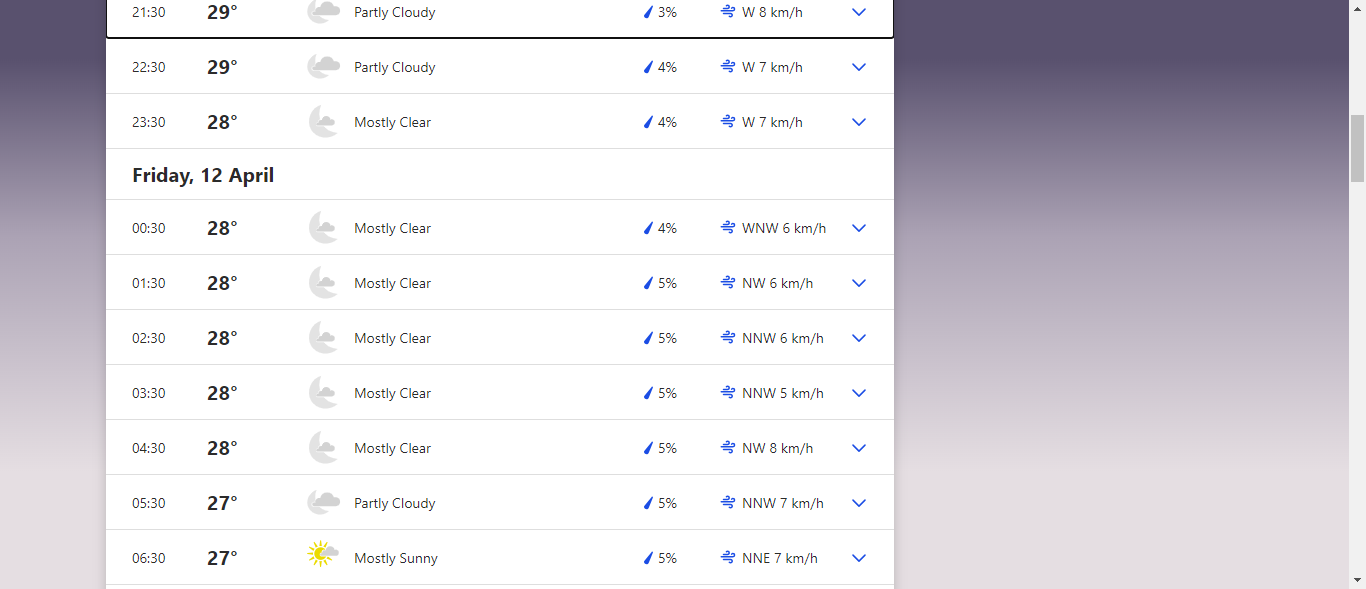 21:30 29° Partly Cloudy 3% W 8 km/h
22:30 29° Partly Cloudy 4% W 7 km/h
23:30 28° Mostly Clear 4% W 7 km/h
Friday, 12 April
00:30 28° Mostly Clear 4% WNW 6 km/h
01:30 28° Mostly Clear 5% NW 6 km/h
02:30 28° Mostly Clear 5% NNW 6 km/h
03:30 28° Mostly Clear 5% NNW 5 km/h
04:30 28° Mostly Clear 5% NW 8 km/h
05:30 27° Partly Cloudy 5% NNW 7 km/h
06:30 27° Mostly Sunny 5% NNE 7 km/h